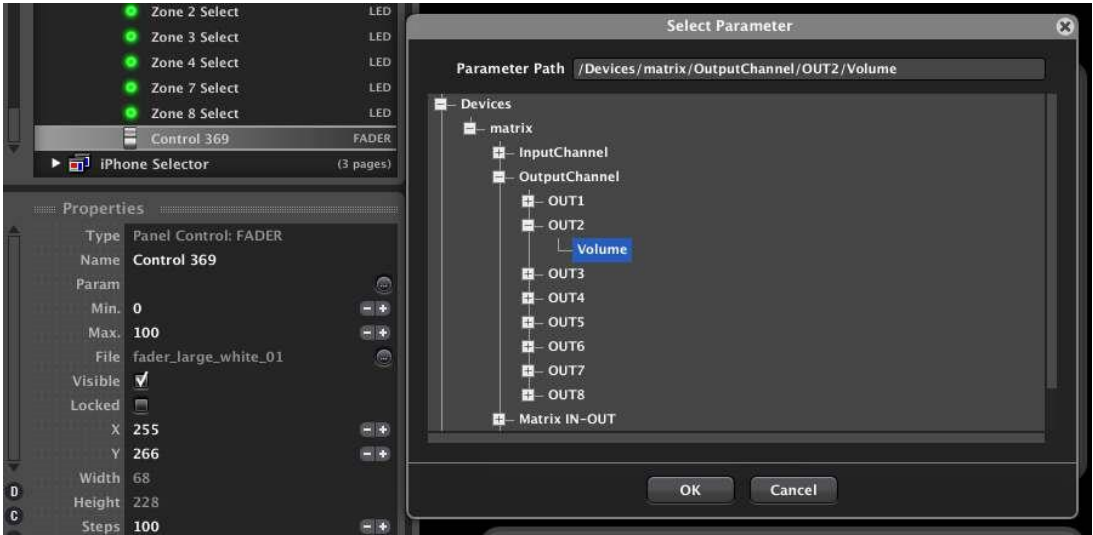 Zone 2 Select LED
Zone 3 Select LED
Zone 4 Select LED
Zone 7 Select LED
Zone 8 Select LED
Control 369 FADER
iPhone Selector (3 pages)
Properties
Type Panel Control: FADER
Name Control 369
Param
Min. 0
Max. 100
File fader_large_white_01
Visible
Locked
X 255
Y 266
Width 68
Height 228
Steps 100
D
C
Select Parameter
Parameter Path /Devices/matrix/OutputChannel/OUT2/Volume
Devices
matrix
InputChannel
OutputChannel
OUT1
OUT2
Volume
OUT3
OUT4
OUT5
OUT6
OUT7
OUT8
Matrix IN-OUT
OK Cancel